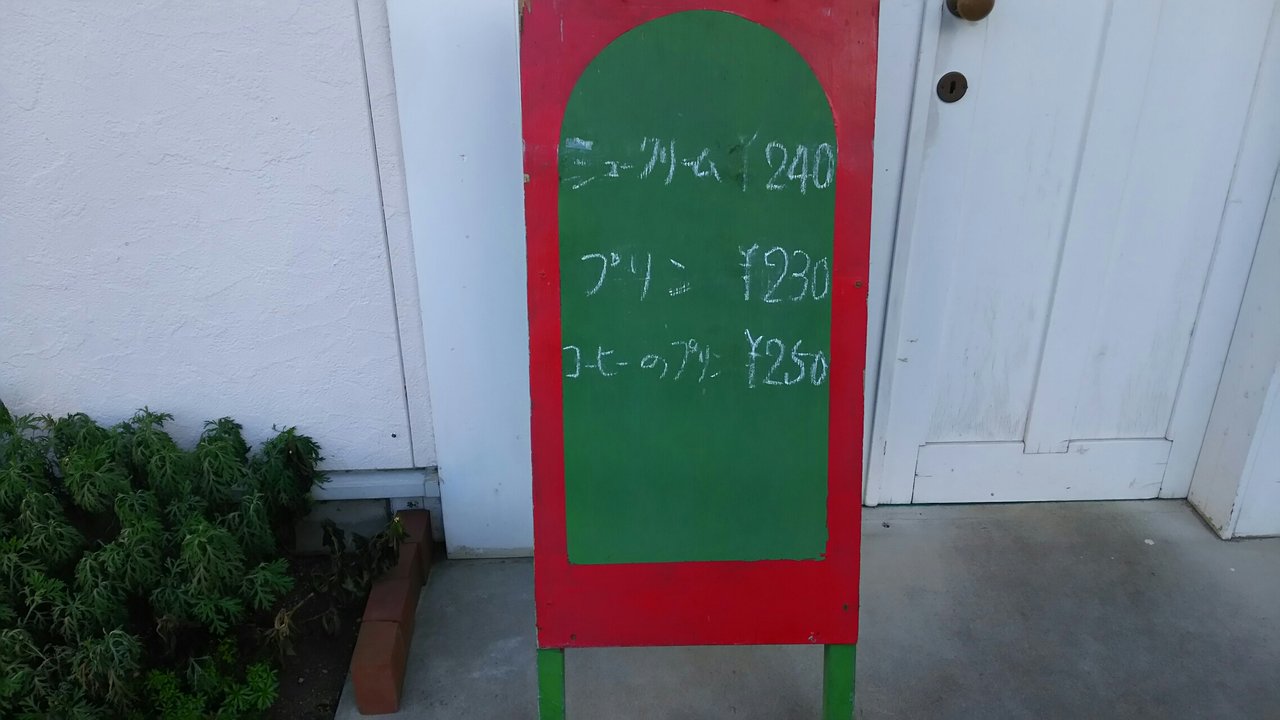 シュークリーム ¥240
プリン ¥230
コーヒーのプリン ¥250